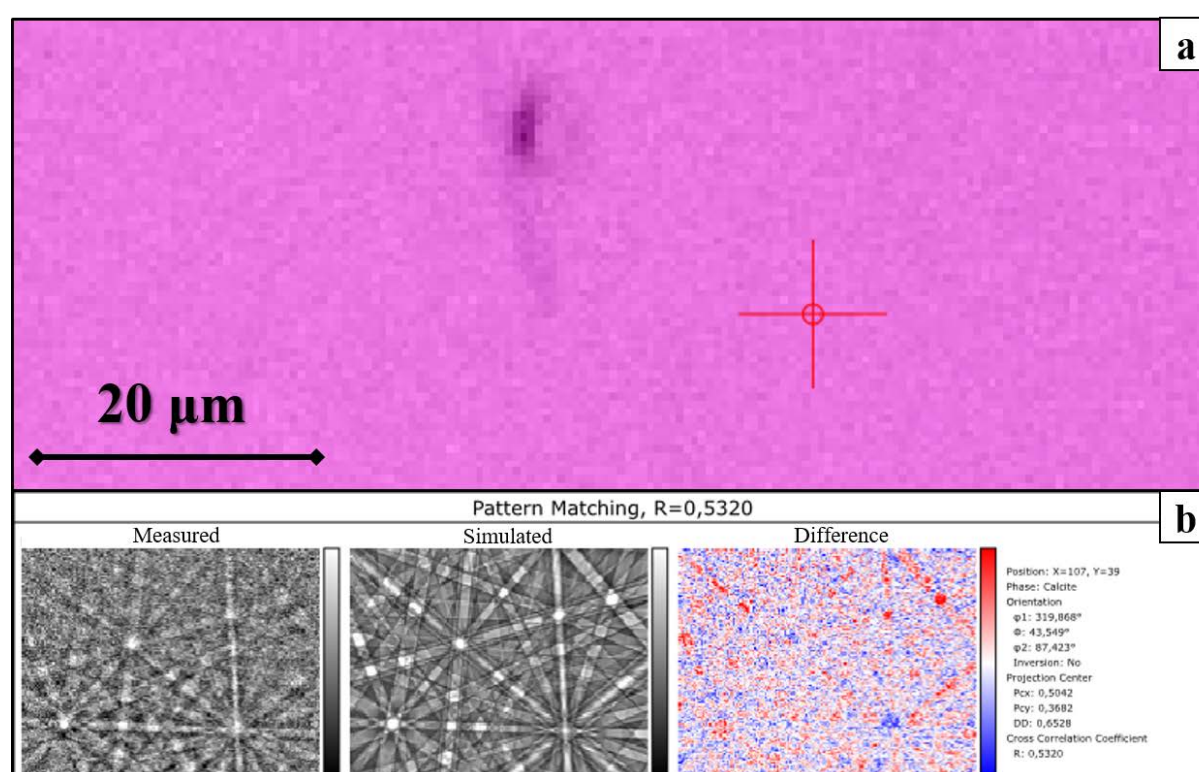 a
20 µm
b
Pattern Matching, R=0,5320
Measured
Simulated
Difference
Position: X=107, Y=39
Phase: Calcite
Orientation
φ1: 319,868°
Φ: 43,549°
φ2: 87,423°
Inversion: No
Projection Center
Pcx: 0,5042
Pcy: 0,3682
DD: 0,6528
Cross Correlation Coefficient
R: 0,5320